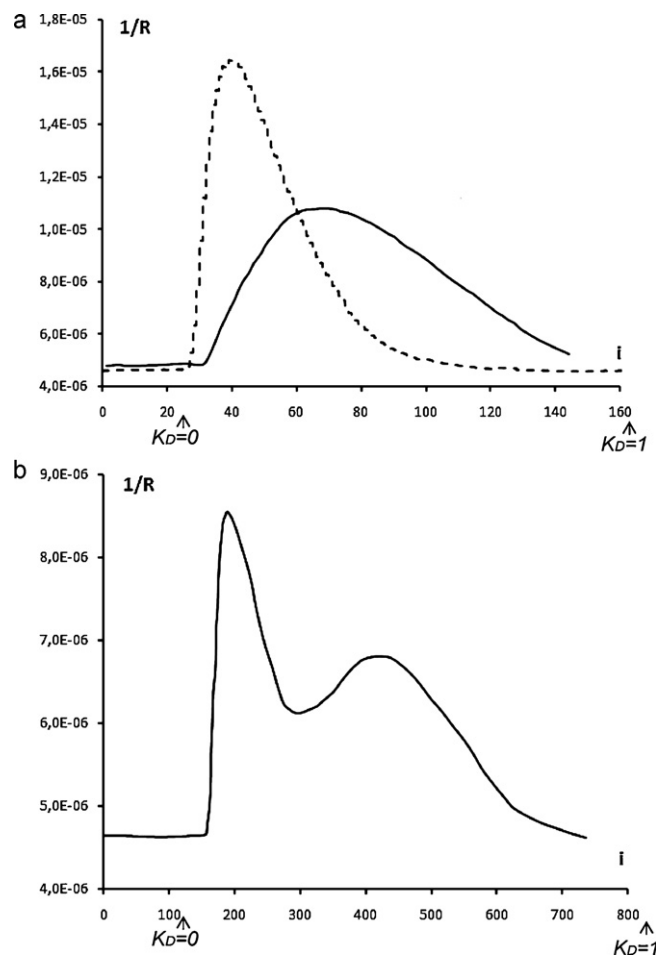 a
1/R
1,8E-05
1,6E-05
1,4E-05
1,2E-05
1,0E-05
8,0E-06
6,0E-06
4,0E-06
i
0 20 40 60 80 100 120 140 160
KD=0 KD=1
b
1/R
9,0E-06
8,0E-06
7,0E-06
6,0E-06
5,0E-06
4,0E-06
i
0 100 200 300 400 500 600 700 800
KD=0 KD=1